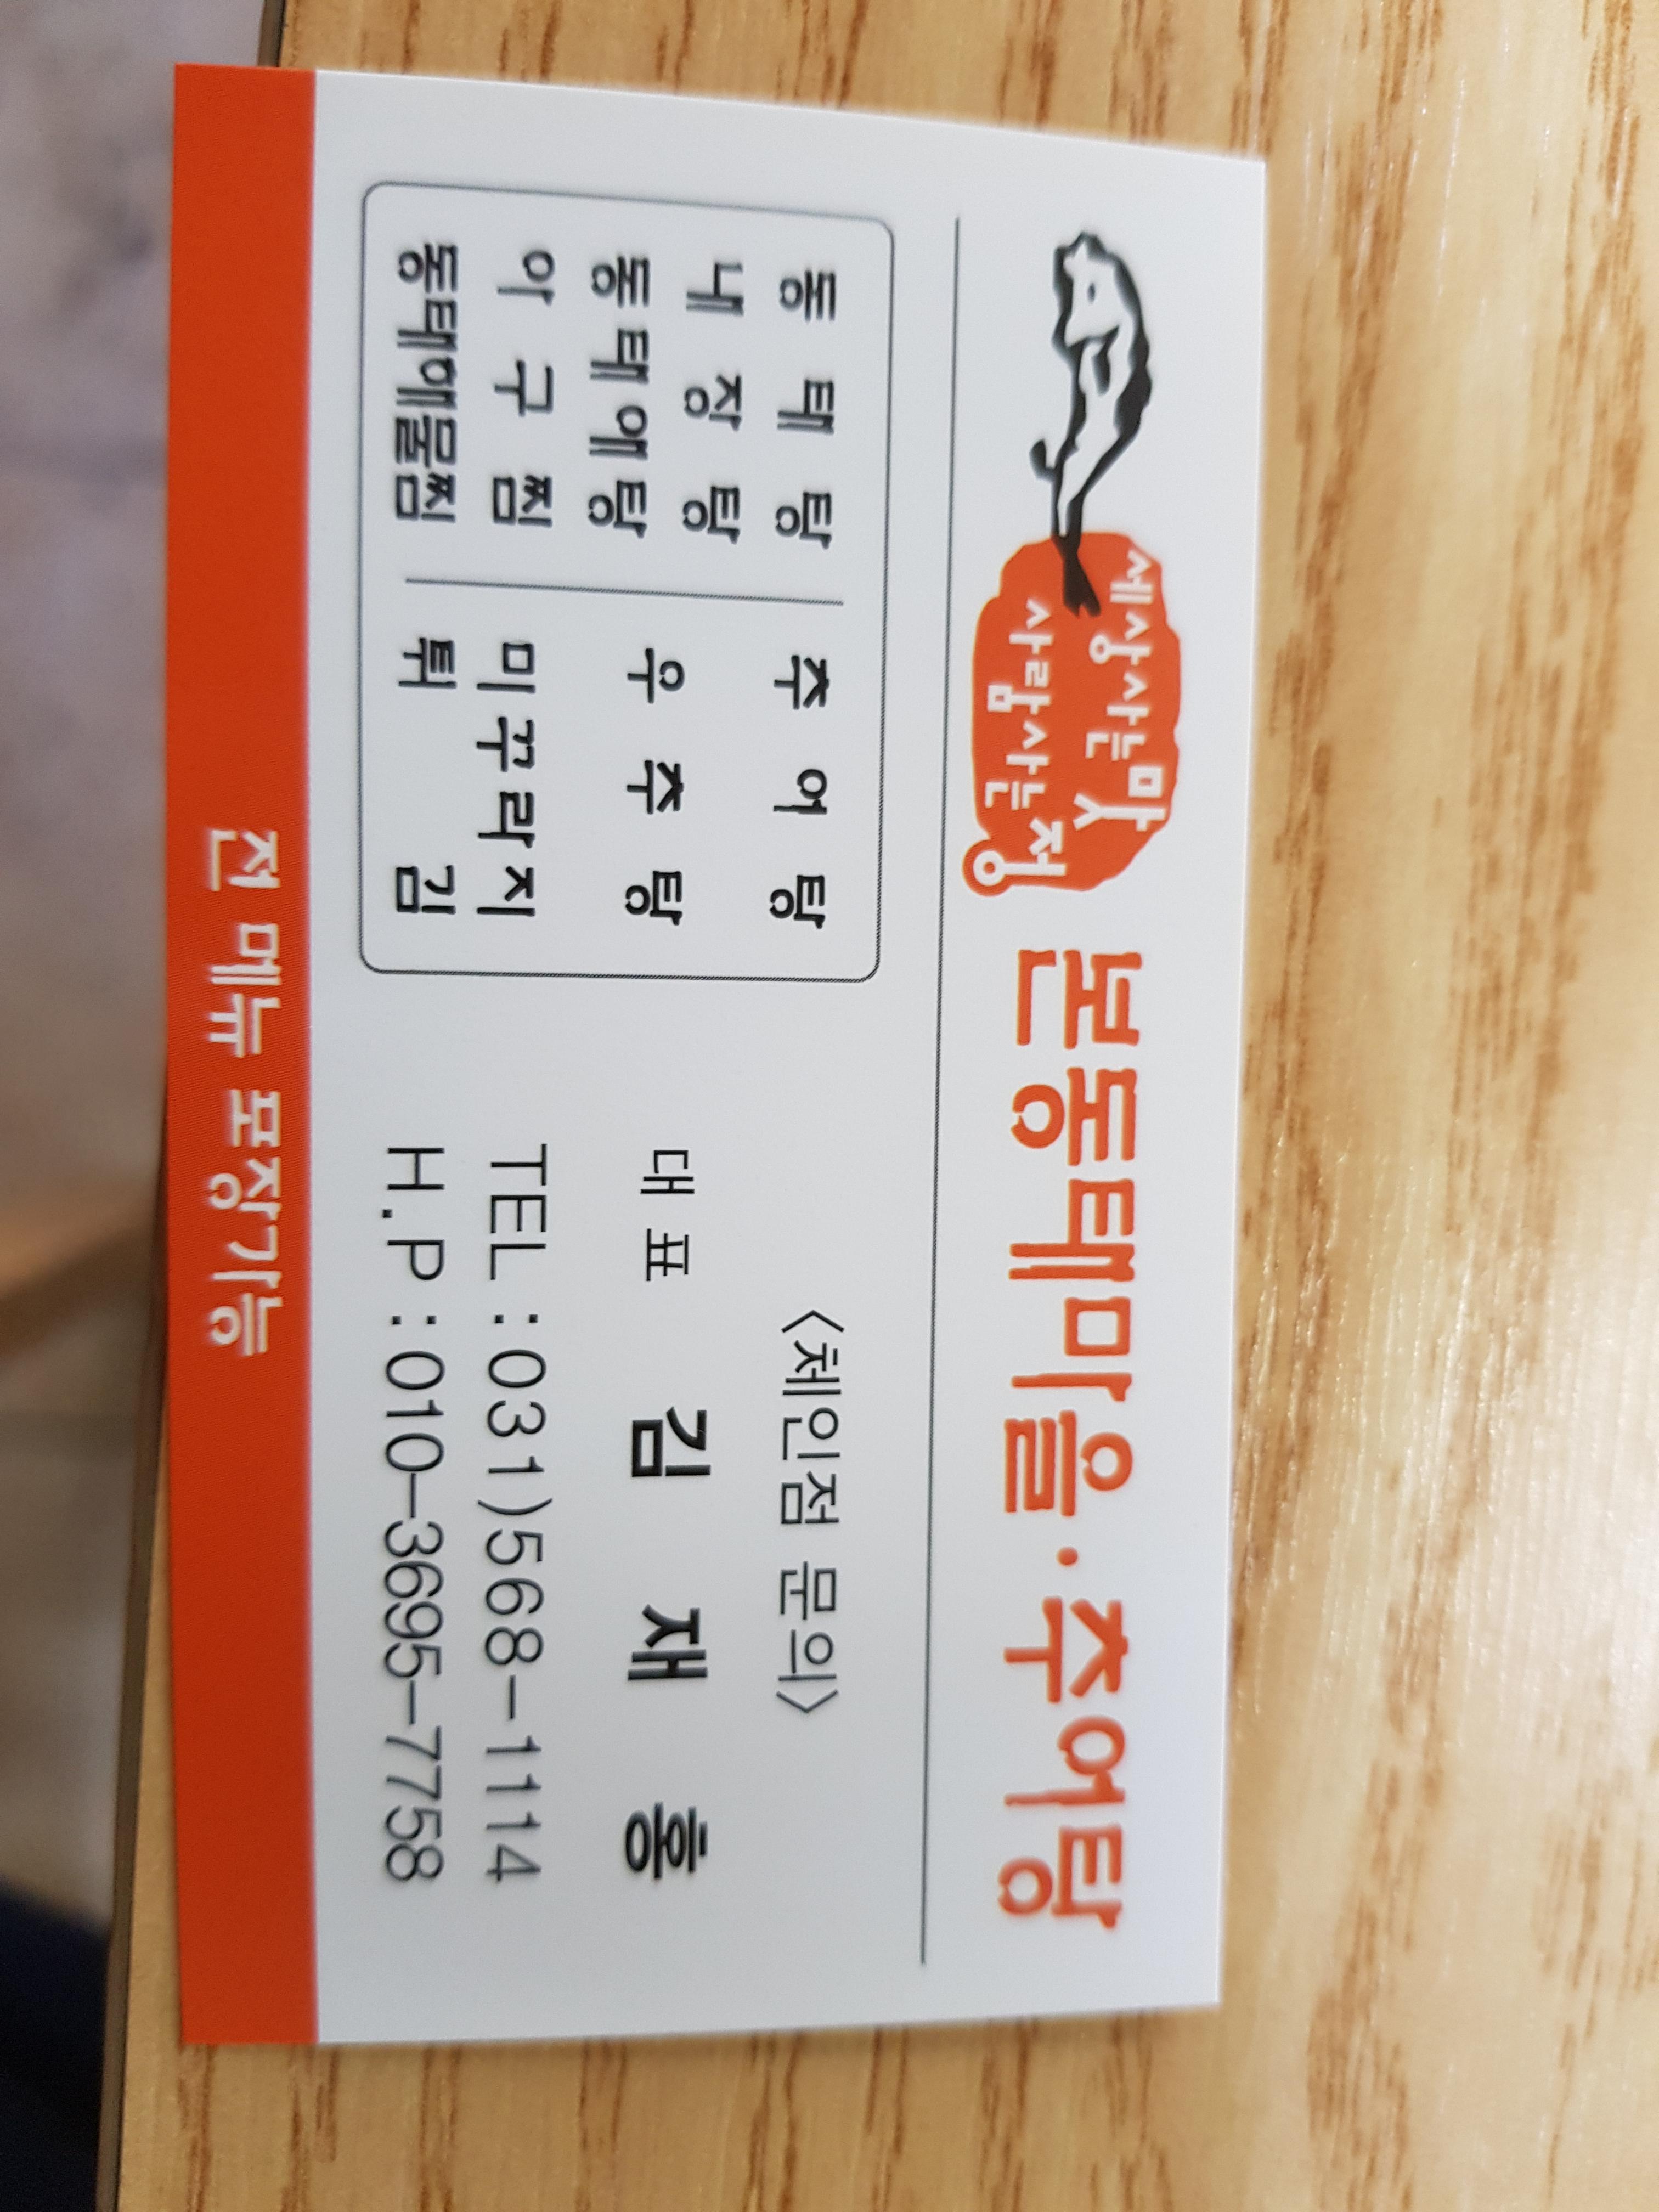 세상사는맛
사람사는정
본동태마을·추어탕
동태탕
내장탕
동태알탕
아구찜
동태해물찜
추어탕
우추탕
미꾸라지
튀김
<체인점 문의>
대표 김재홍
TEL : 031)568-1114
H.P : 010-3695-7758
전 메뉴 포장가능